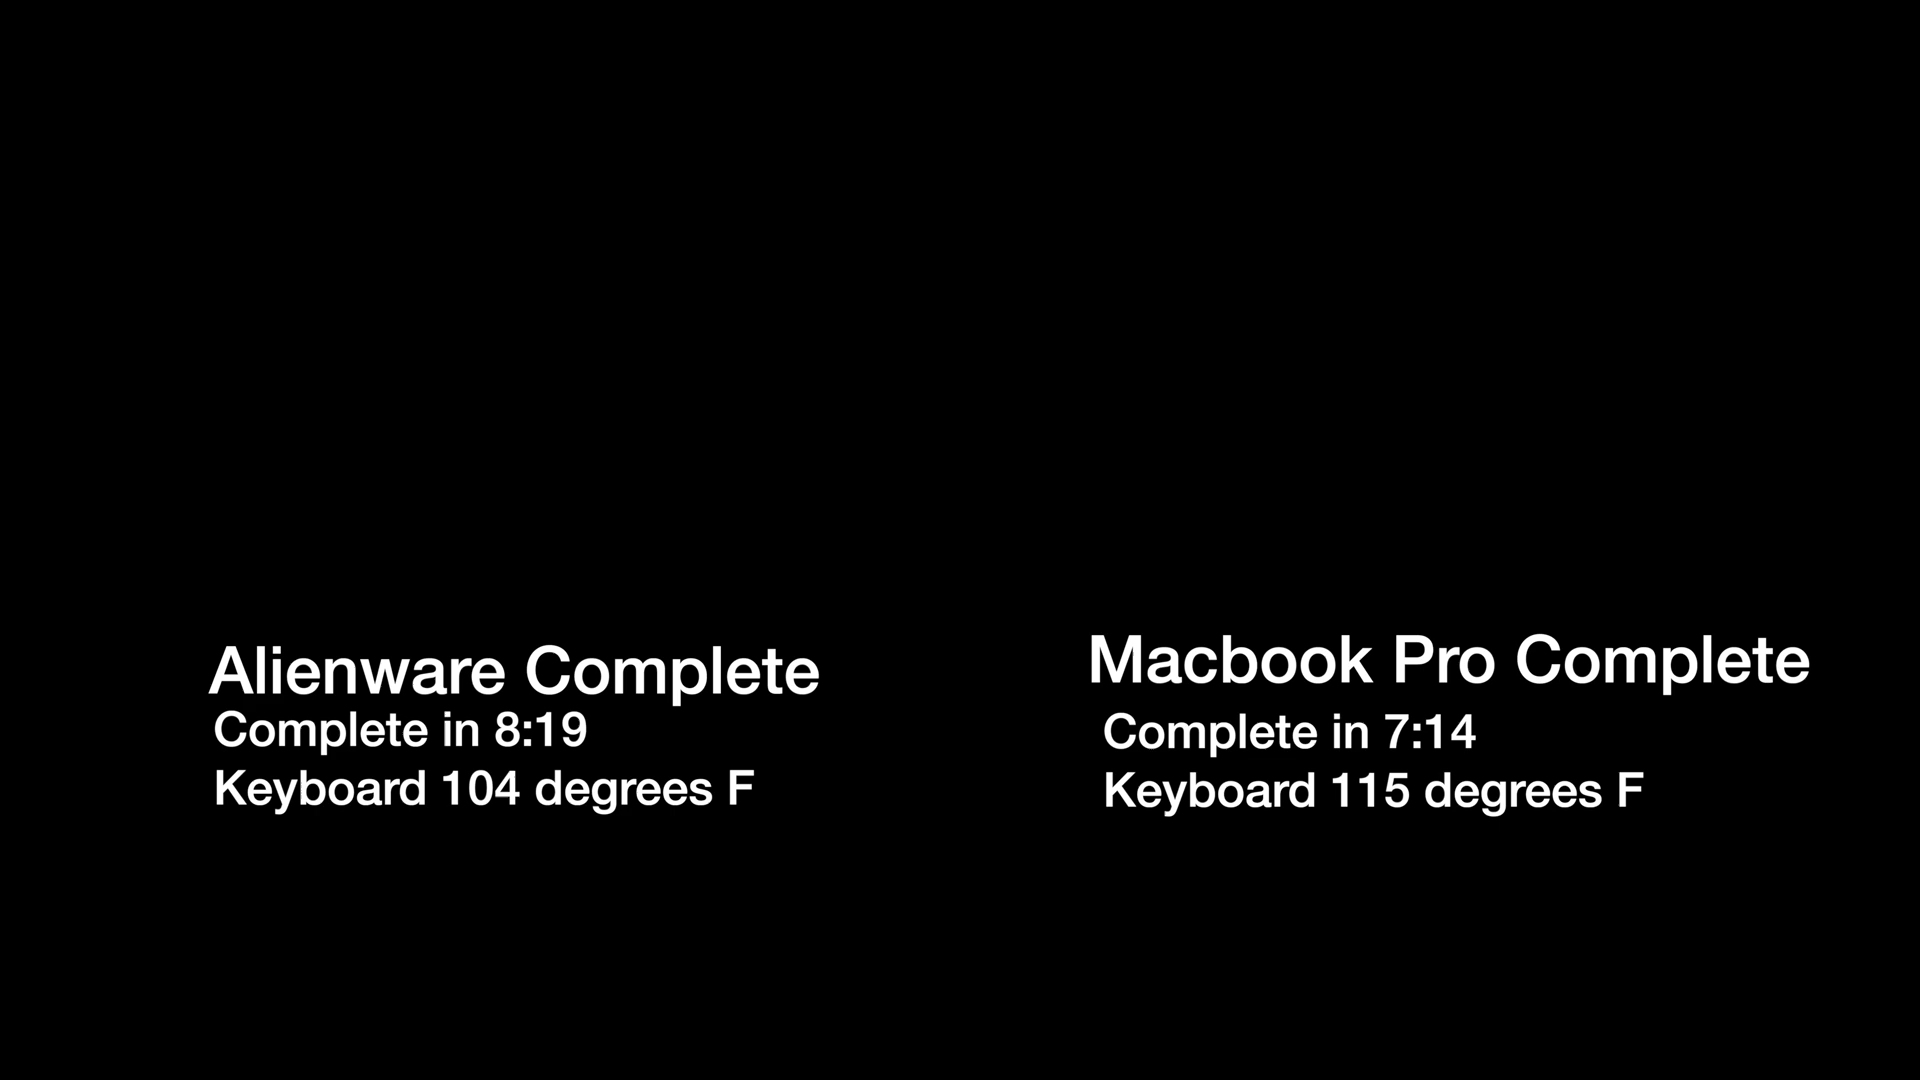 Alienware Complete
Complete in 8:19
Keyboard 104 degrees F
Macbook Pro Complete
Complete in 7:14
Keyboard 115 degrees F